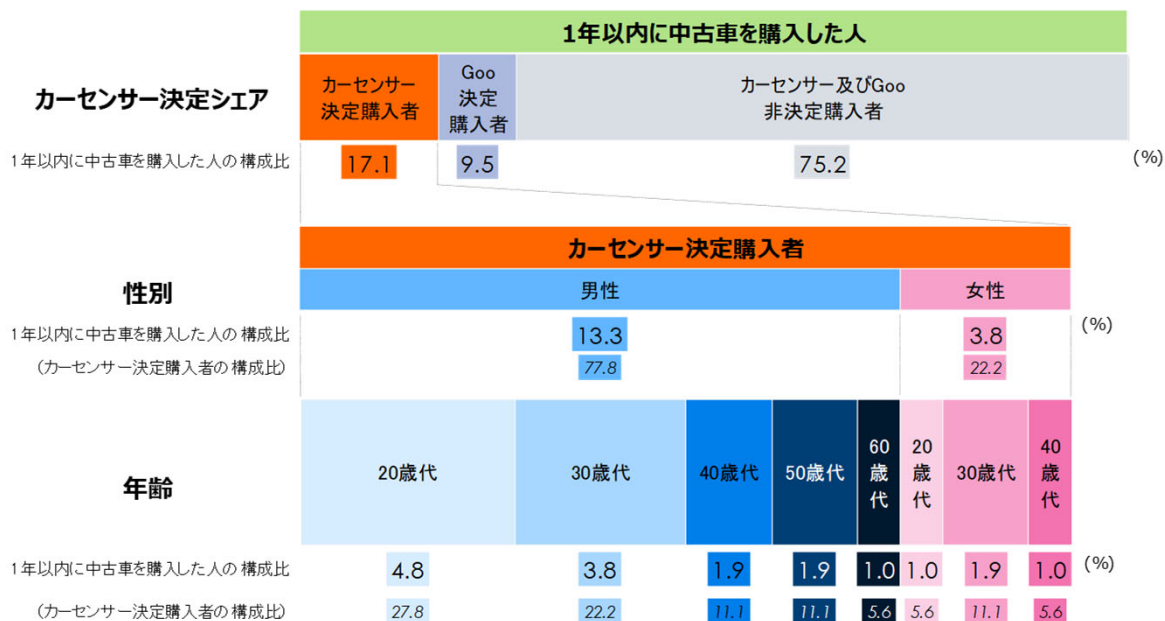 1年以内に中古車を購入した人
カーセンサー決定シェア
カーセンサー
決定購入者
Goo
決定
購入者
カーセンサー及びGoo
非決定購入者
1年以内に中古車を購入した人の構成比
17.1
9.5
75.2
(%)
カーセンサー決定購入者
性別
男性
女性
1年以内に中古車を購入した人の構成比
13.3
3.8
(%)
(カーセンサー決定購入者の構成比)
77.8
22.2
年齢
20歳代
30歳代
40歳代
50歳代
60
歳
代
20
歳
代
30歳代
40
歳
代
1年以内に中古車を購入した人の構成比
4.8
3.8
1.9
1.9
1.0
1.0
1.9
1.0
(%)
(カーセンサー決定購入者の構成比)
27.8
22.2
11.1
11.1
5.6
5.6
11.1
5.6